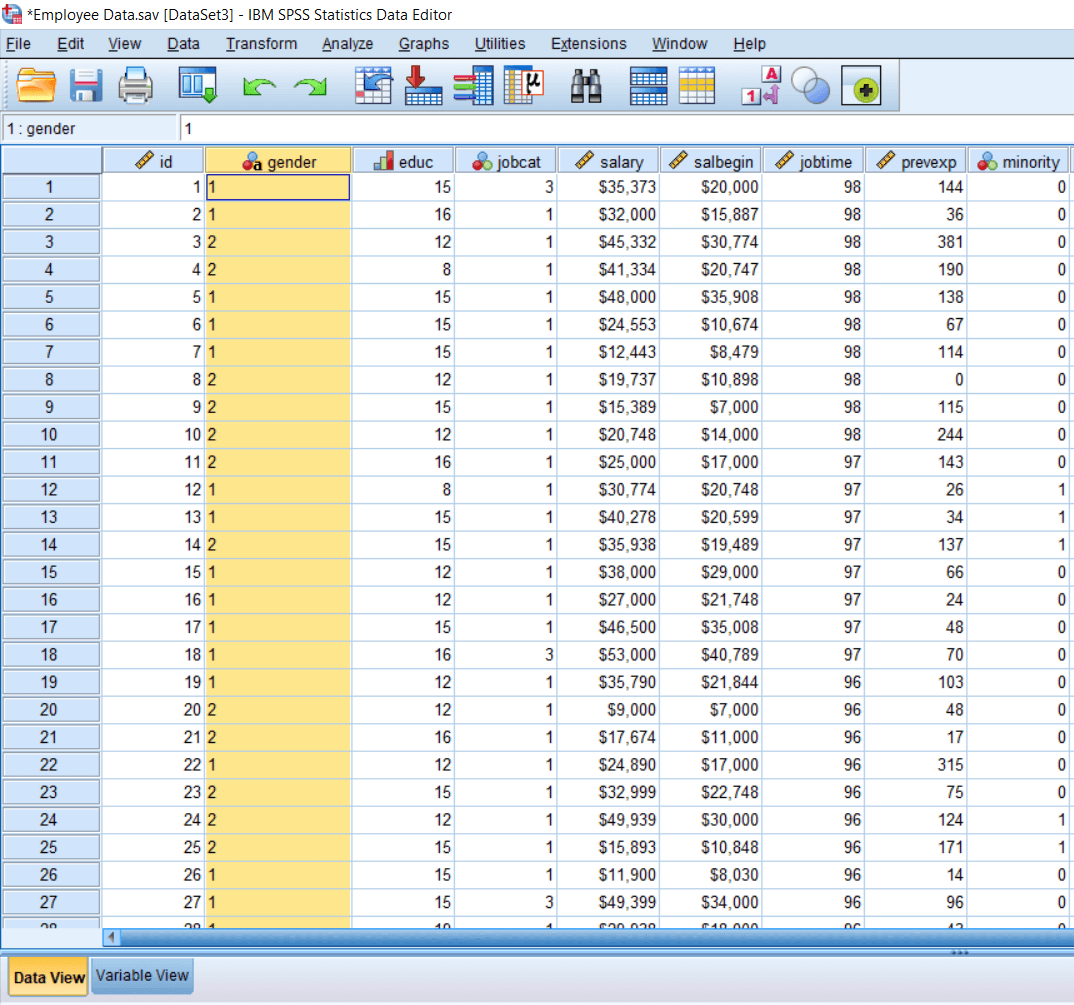 *Employee Data.sav [DataSet3] - IBM SPSS Statistics Data Editor
File Edit View Data Transform Analyze Graphs Utilities Extensions Window Help
1 : gender 1
id gender educ jobcat salary salbegin jobtime prevexp minority
1 1 1 15 3 $35,373 $20,000 98 144 0
2 2 1 16 1 $32,000 $15,887 98 36 0
3 3 2 12 1 $45,332 $30,774 98 381 0
4 4 2 8 1 $41,334 $20,747 98 190 0
5 5 1 15 1 $48,000 $35,908 98 138 0
6 6 1 15 1 $24,553 $10,674 98 67 0
7 7 1 15 1 $12,443 $8,479 98 114 0
8 8 2 12 1 $19,737 $10,898 98 0 0
9 9 2 15 1 $15,389 $7,000 98 115 0
10 10 2 12 1 $20,748 $14,000 98 244 0
11 11 2 16 1 $25,000 $17,000 97 143 0
12 12 1 8 1 $30,774 $20,748 97 26 1
13 13 1 15 1 $40,278 $20,599 97 34 1
14 14 2 15 1 $35,938 $19,489 97 137 1
15 15 1 12 1 $38,000 $29,000 97 66 0
16 16 1 12 1 $27,000 $21,748 97 24 0
17 17 1 15 1 $46,500 $35,008 97 48 0
18 18 1 16 3 $53,000 $40,789 97 70 0
19 19 1 12 1 $35,790 $21,844 96 103 0
20 20 2 12 1 $9,000 $7,000 96 48 0
21 21 2 16 1 $17,674 $11,000 96 17 0
22 22 1 12 1 $24,890 $17,000 96 315 0
23 23 2 15 1 $32,999 $22,748 96 75 0
24 24 2 12 1 $49,939 $30,000 96 124 1
25 25 2 15 1 $15,893 $10,848 96 171 1
26 26 1 15 1 $11,900 $8,030 96 14 0
27 27 1 15 3 $49,399 $34,000 96 96 0
Data View Variable View